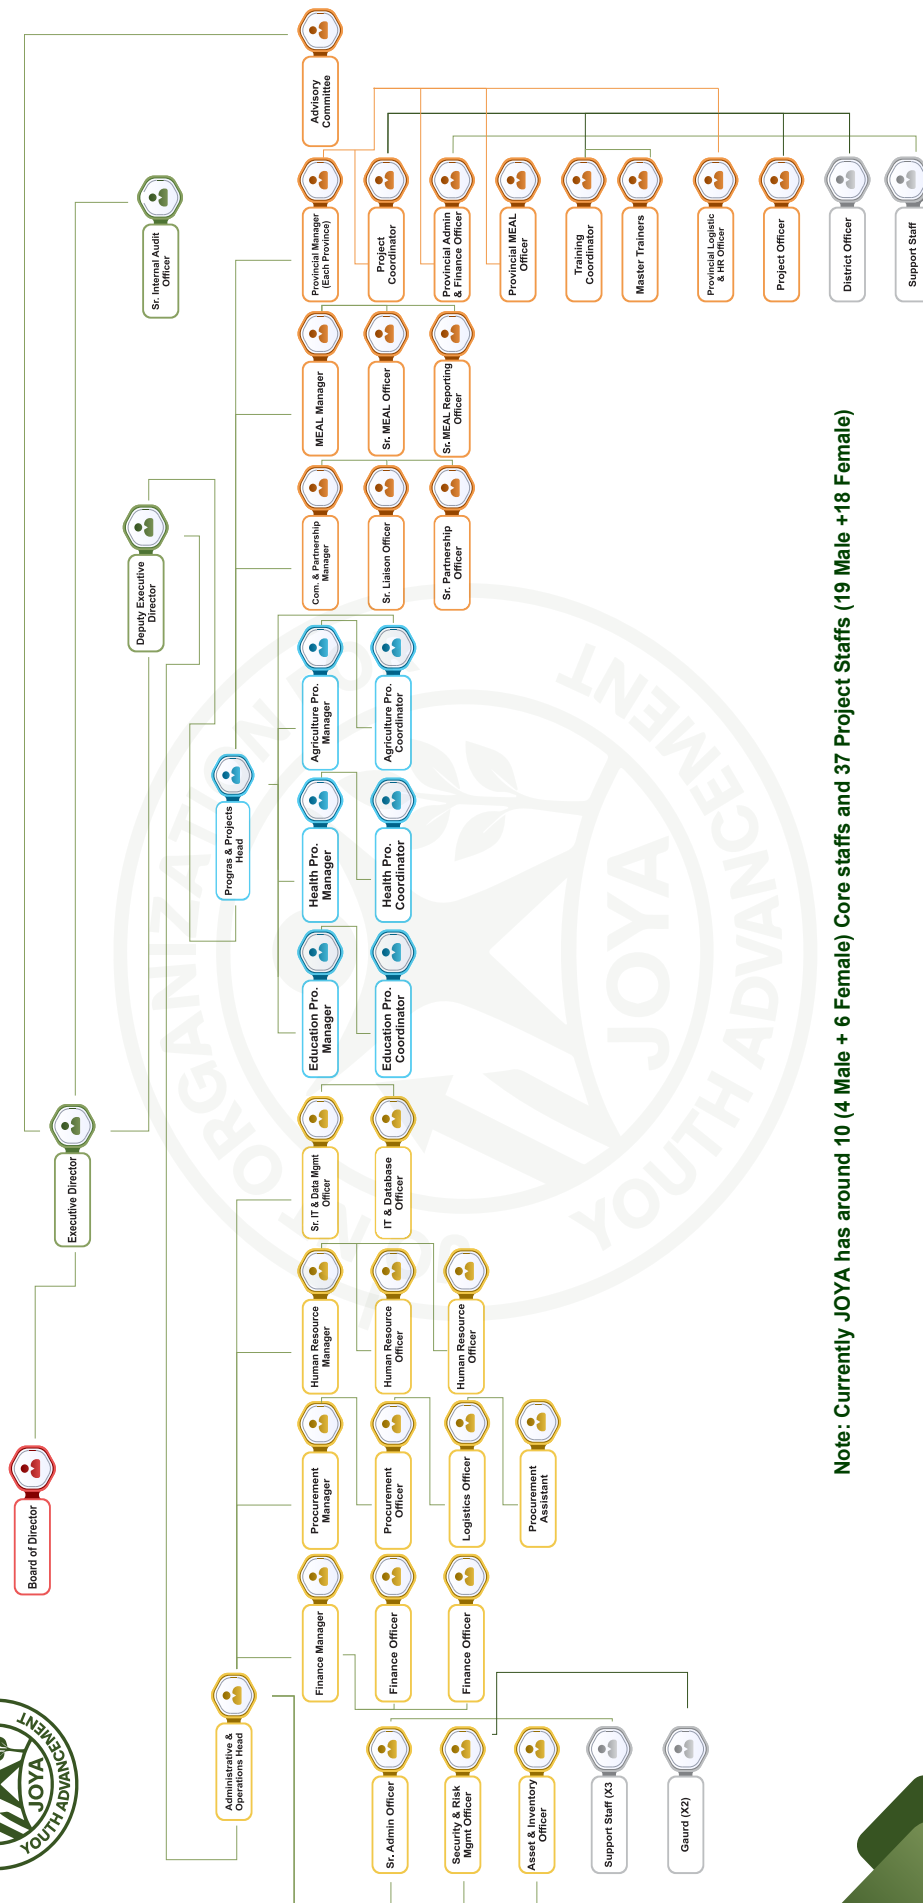 Board of Director
Executive Director
Advisory
Committee
Sr. Internal Audit
Officer
Deputy Executive
Director
Progras & Projects
Head
Administrative &
Operations Head
Finance Manager
Finance Officer
Finance Officer
Procurement
Manager
Procurement
Officer
Logistics Officer
Procurement
Assistant
Human Resource
Manager
Human Resource
Officer
Human Resource
Officer
Sr. IT & Data Mgmt
Officer
IT & Database
Officer
Education Pro.
Manager
Education Pro.
Coordinator
Health Pro.
Manager
Health Pro.
Coordinator
Agriculture Pro.
Manager
Agriculture Pro.
Coordinator
Com. & Partnership
Manager
Sr. Liaison Officer
Sr. Partnership
Officer
MEAL Manager
Sr. MEAL Officer
Sr. MEAL Reporting
Officer
Provincial Manager
(Each Province)
Project
Coordinator
Provincial Admin
& Finance Officer
Provincial MEAL
Officer
Training
Coordinator
Master Trainers
Provincial Logistic
& HR Officer
Project Officer
District Officer
Support Staff
Sr. Admin Officer
Security & Risk
Mgmt Officer
Asset & Inventory
Officer
Support Staff (X3
Gaurd (X2)
Note: Currently JOYA has around 10 (4 Male + 6 Female) Core staffs and 37 Project Staffs (19 Male +18 Female)
JOYA
YOUTH ADVANCEMENT
JOYA
YOUTH ADVANCEMENT
ORGANIZATION